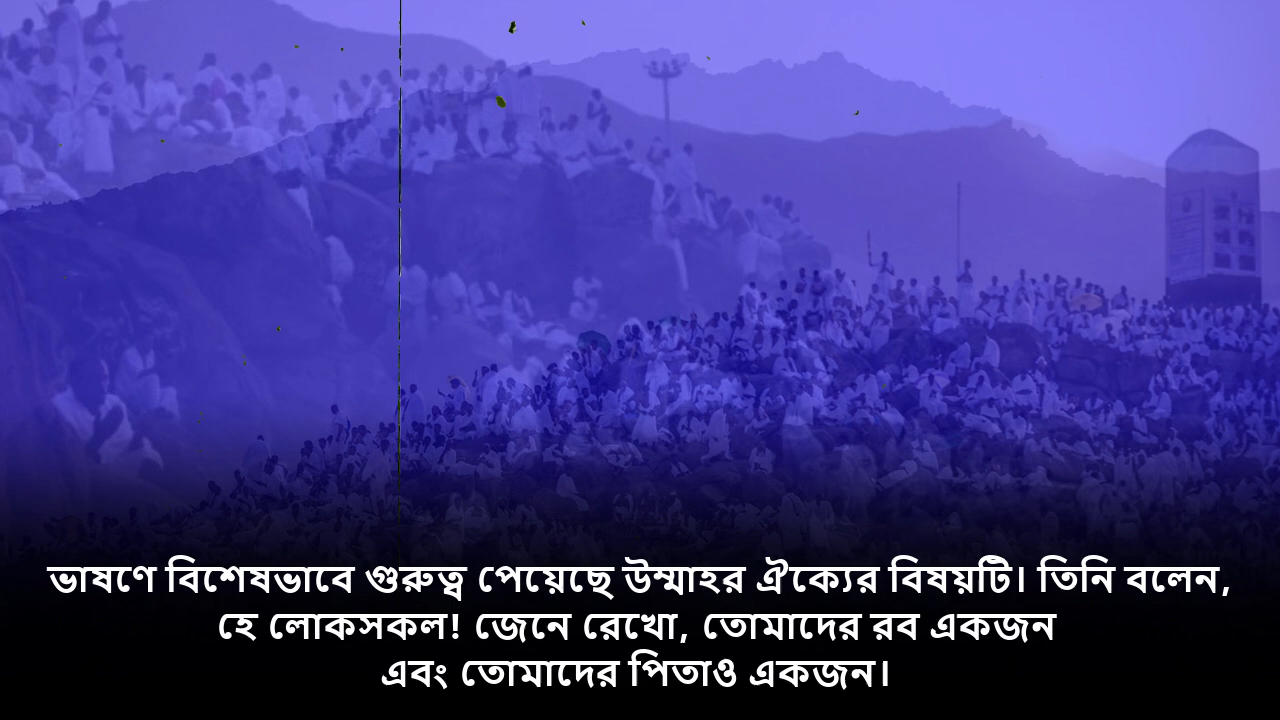 ভাষণে বিশেষভাবে গুরুত্ব পেয়েছে উম্মাহর ঐক্যের বিষয়টি। তিনি বলেন,
হে লোকসকল! জেনে রেখো, তোমাদের রব একজন
এবং তোমাদের পিতাও একজন।